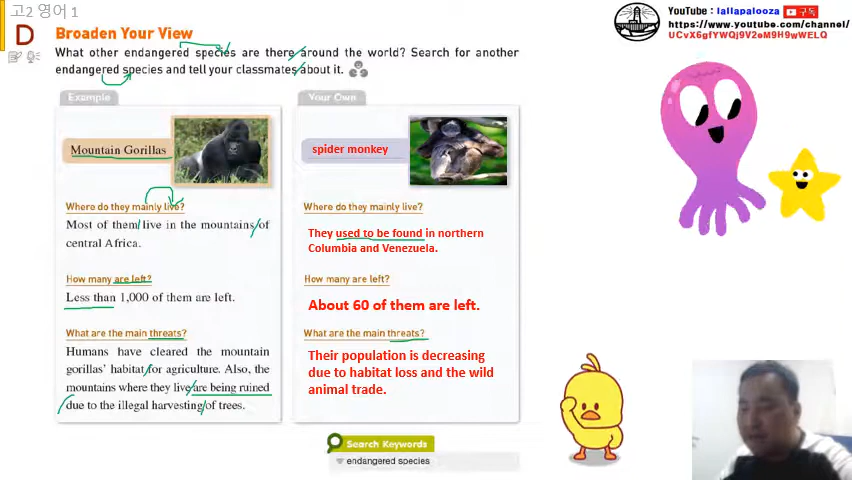 고2 영어 1
YouTube : lallapalooza 구독
https://www.youtube.com/channel/
UCvX6gfYWQj9V2eM9H9wWELQ
D Broaden Your View
What other endangered species are there around the world? Search for another
endangered species and tell your classmates about it.
Example
Mountain Gorillas
Where do they mainly live?
Most of them live in the mountains of
central Africa.
How many are left?
Less than 1,000 of them are left.
What are the main threats?
Humans have cleared the mountain
gorillas' habitat for agriculture. Also, the
mountains where they live are being ruined
due to the illegal harvesting of trees.
Your Own
spider monkey
Where do they mainly live?
They used to be found in northern
Columbia and Venezuela.
How many are left?
About 60 of them are left.
What are the main threats?
Their population is decreasing
due to habitat loss and the wild
animal trade.
Search Keywords
endangered species